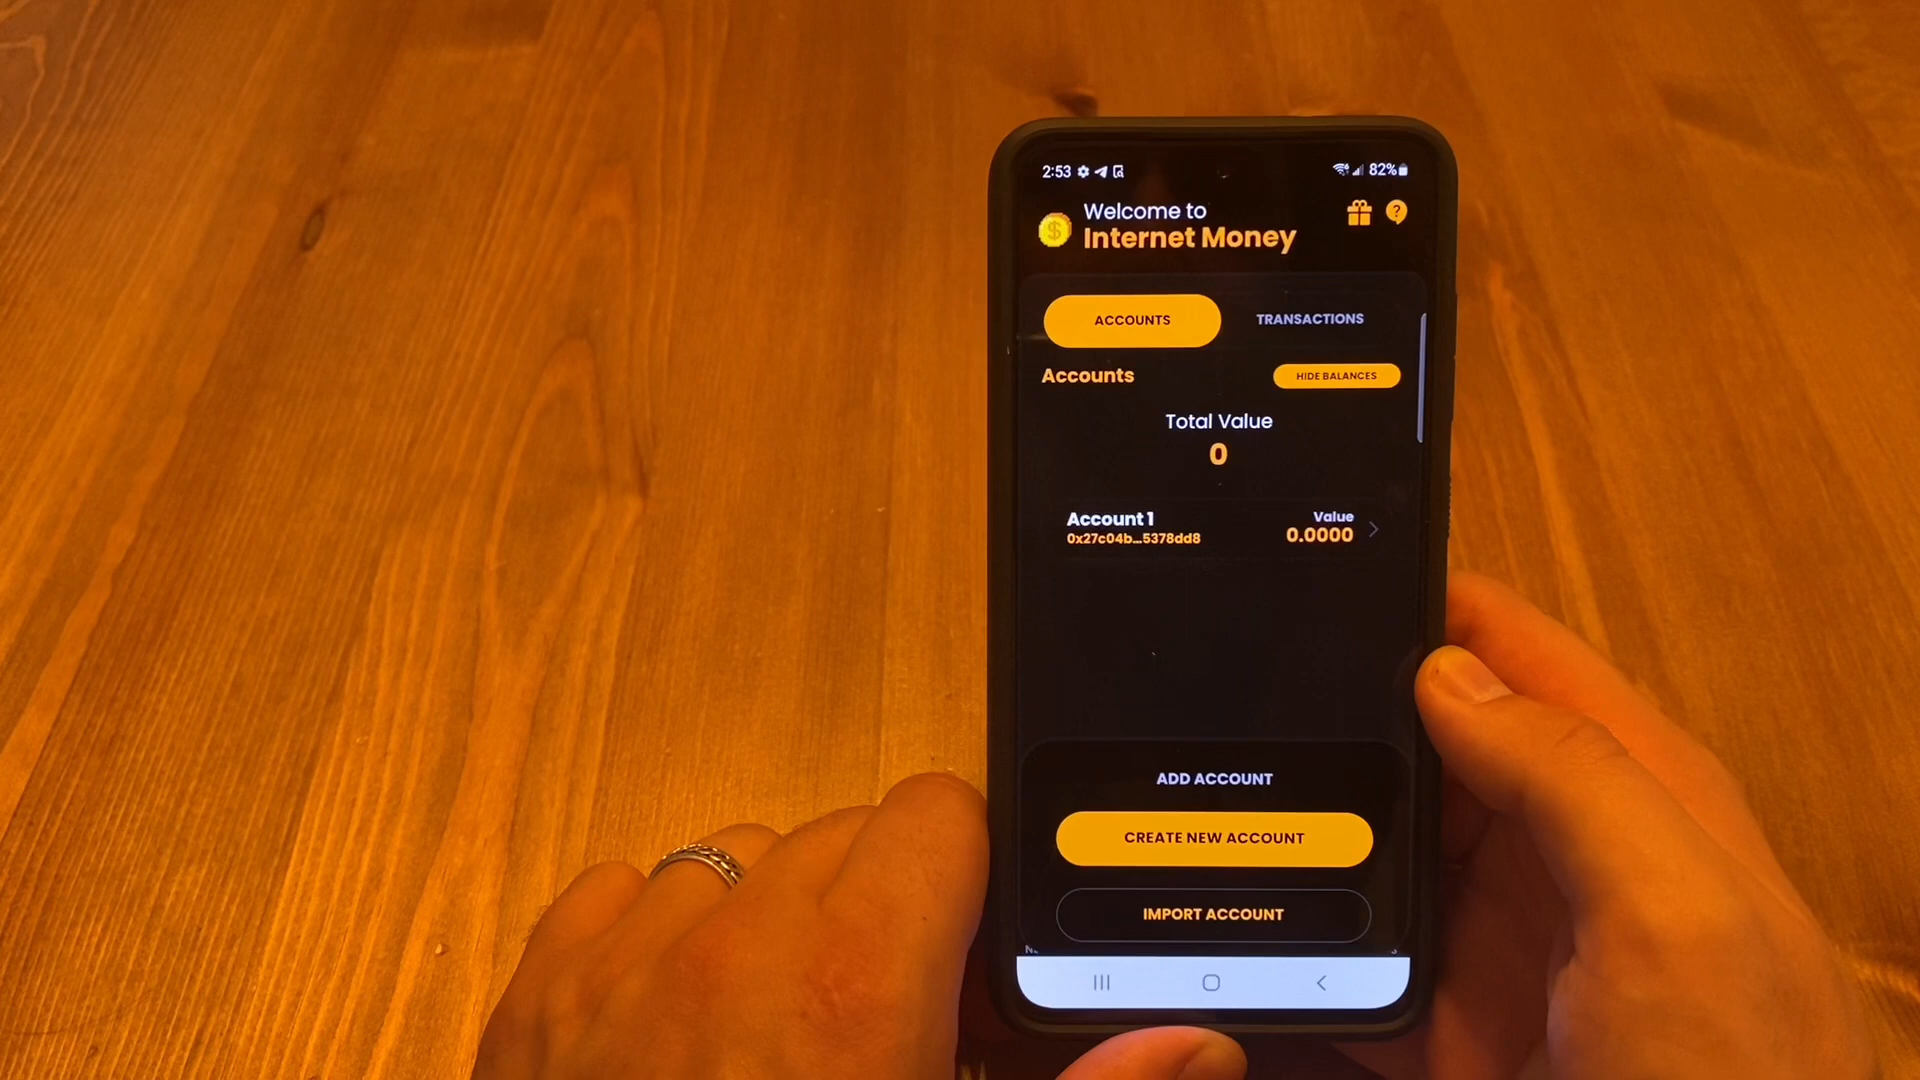 2:53
82%
Welcome to
Internet Money
ACCOUNTS
TRANSACTIONS
Accounts
HIDE BALANCES
Total Value
0
Account 1
0x27c04b...5378dd8
Value
0.0000
ADD ACCOUNT
CREATE NEW ACCOUNT
IMPORT ACCOUNT